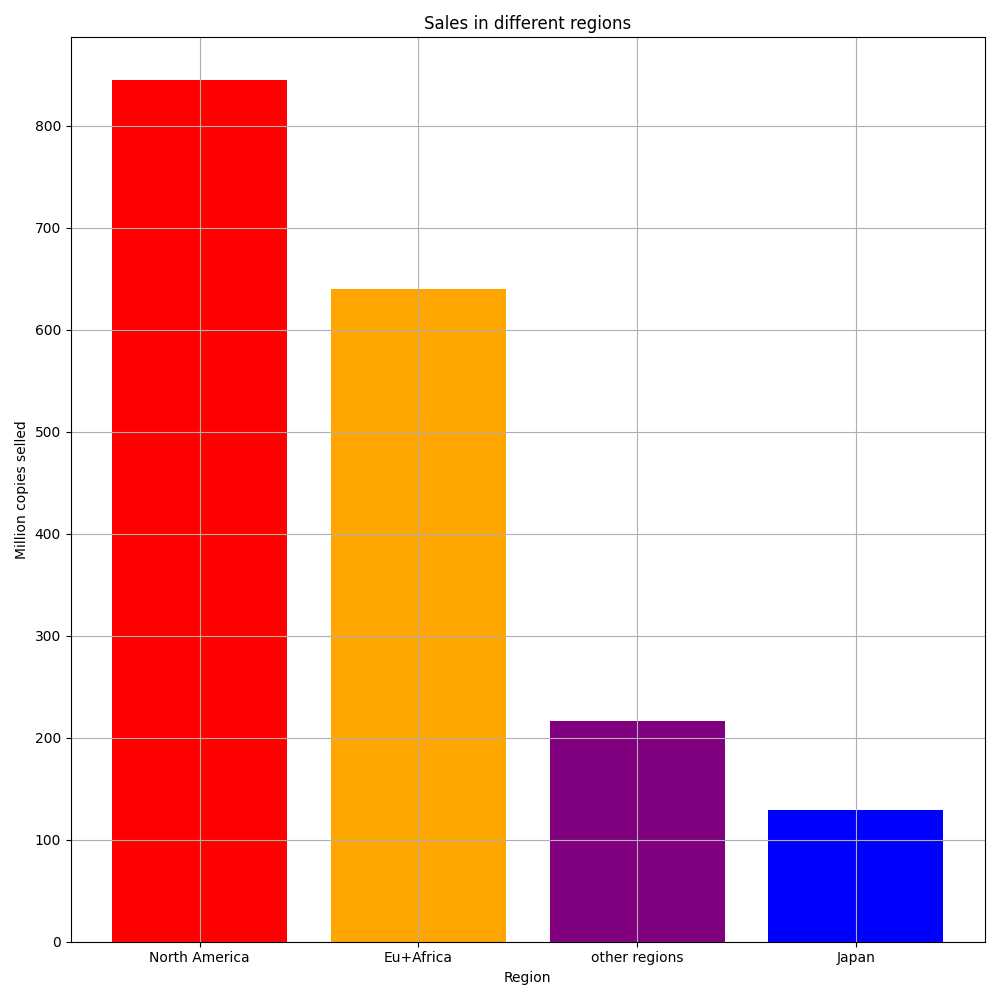 Sales in different regions
Million copies selled
800
700
600
500
400
300
200
100
0
North America Eu+Africa other regions Japan
Region